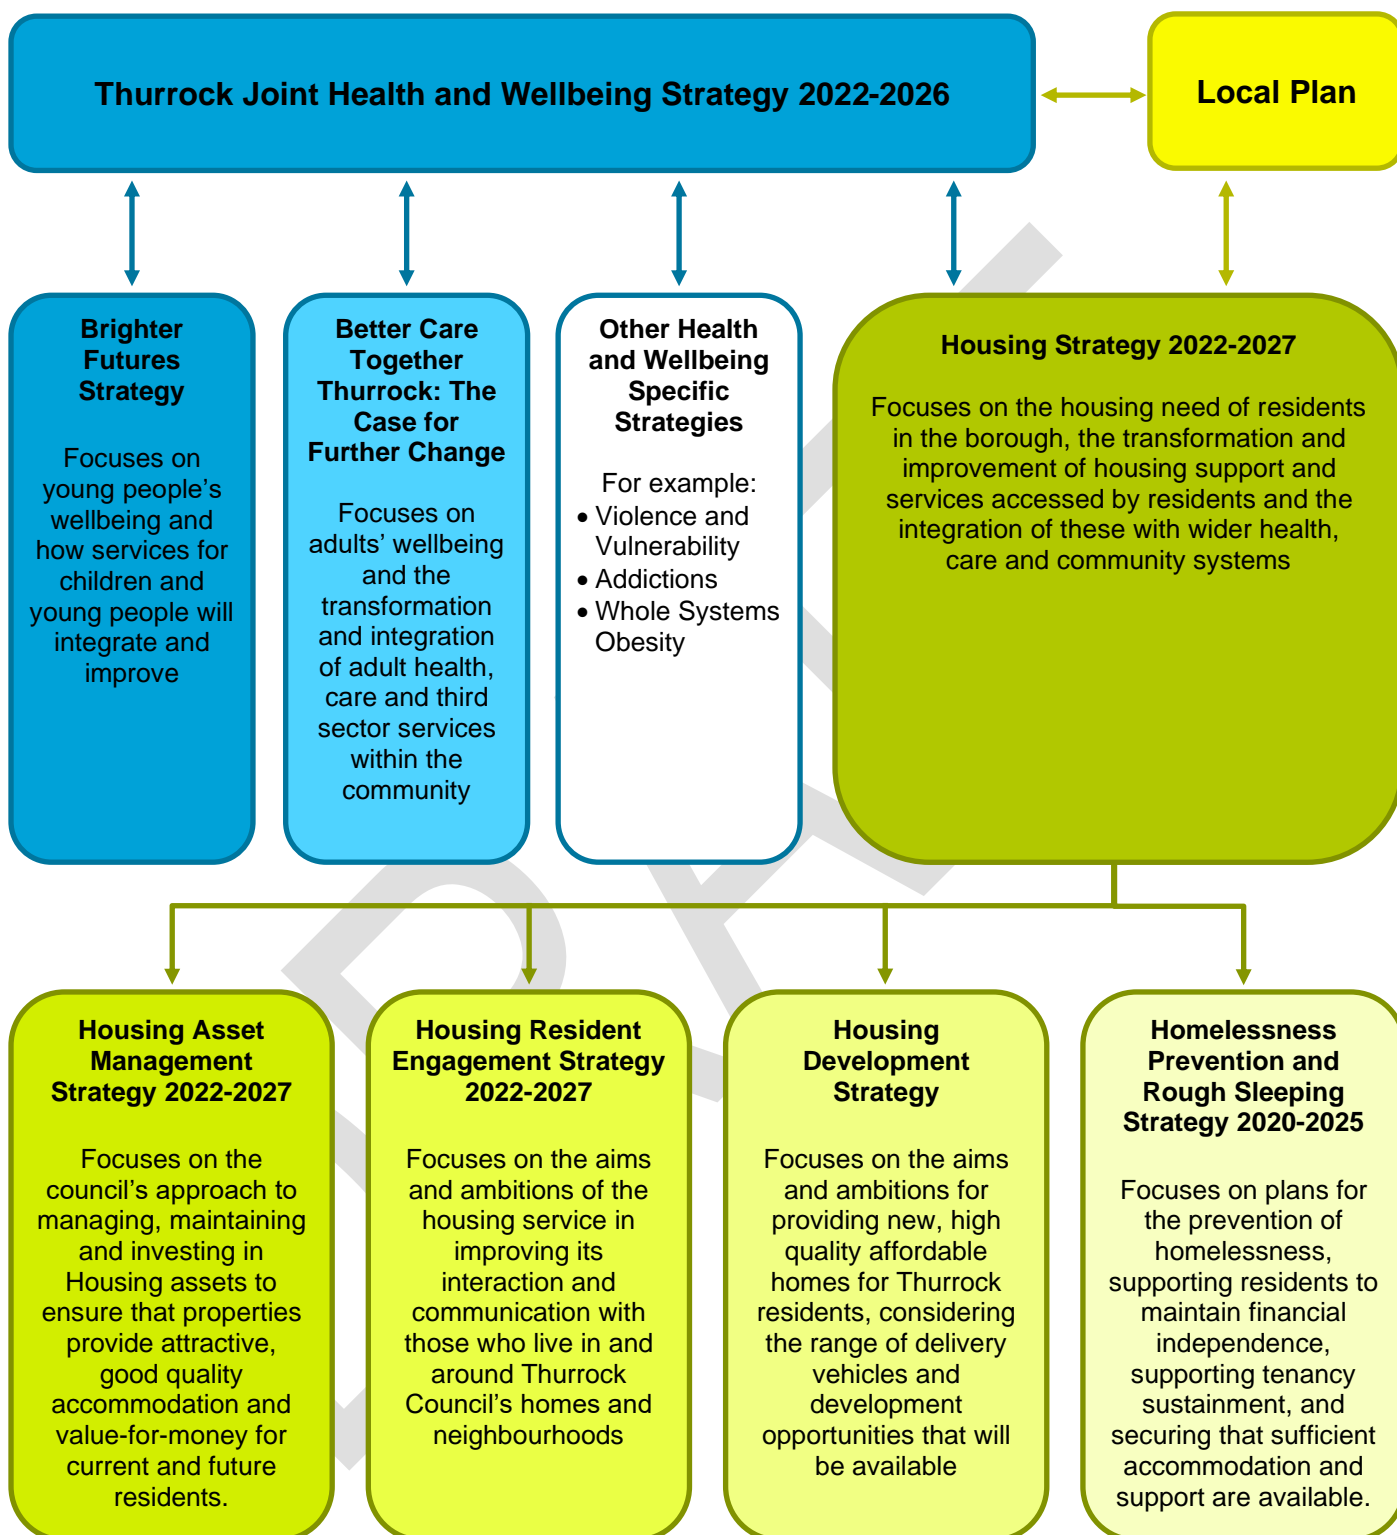 Thurrock Joint Health and Wellbeing Strategy 2022-2026
Local Plan
Brighter
Futures
Strategy
Focuses on
young people’s
wellbeing and
how services for
children and
young people will
integrate and
improve
Better Care
Together
Thurrock: The
Case for
Further Change
Focuses on
adults’ wellbeing
and the
transformation
and integration
of adult health,
care and third
sector services
within the
community
Other Health
and Wellbeing
Specific
Strategies
For example:
• Violence and
Vulnerability
• Addictions
• Whole Systems
Obesity
Housing Strategy 2022-2027
Focuses on the housing need of residents
in the borough, the transformation and
improvement of housing support and
services accessed by residents and the
integration of these with wider health,
care and community systems
Housing Asset
Management
Strategy 2022-2027
Focuses on the
council’s approach to
managing, maintaining
and investing in
Housing assets to
ensure that properties
provide attractive,
good quality
accommodation and
value-for-money for
current and future
residents.
Housing Resident
Engagement Strategy
2022-2027
Focuses on the aims
and ambitions of the
housing service in
improving its
interaction and
communication with
those who live in and
around Thurrock
Council’s homes and
neighbourhoods
Housing
Development
Strategy
Focuses on the aims
and ambitions for
providing new, high
quality affordable
homes for Thurrock
residents, considering
the range of delivery
vehicles and
development
opportunities that will
be available
Homelessness
Prevention and
Rough Sleeping
Strategy 2020-2025
Focuses on plans for
the prevention of
homelessness,
supporting residents to
maintain financial
independence,
supporting tenancy
sustainment, and
securing that sufficient
accommodation and
support are available.
DRAFT